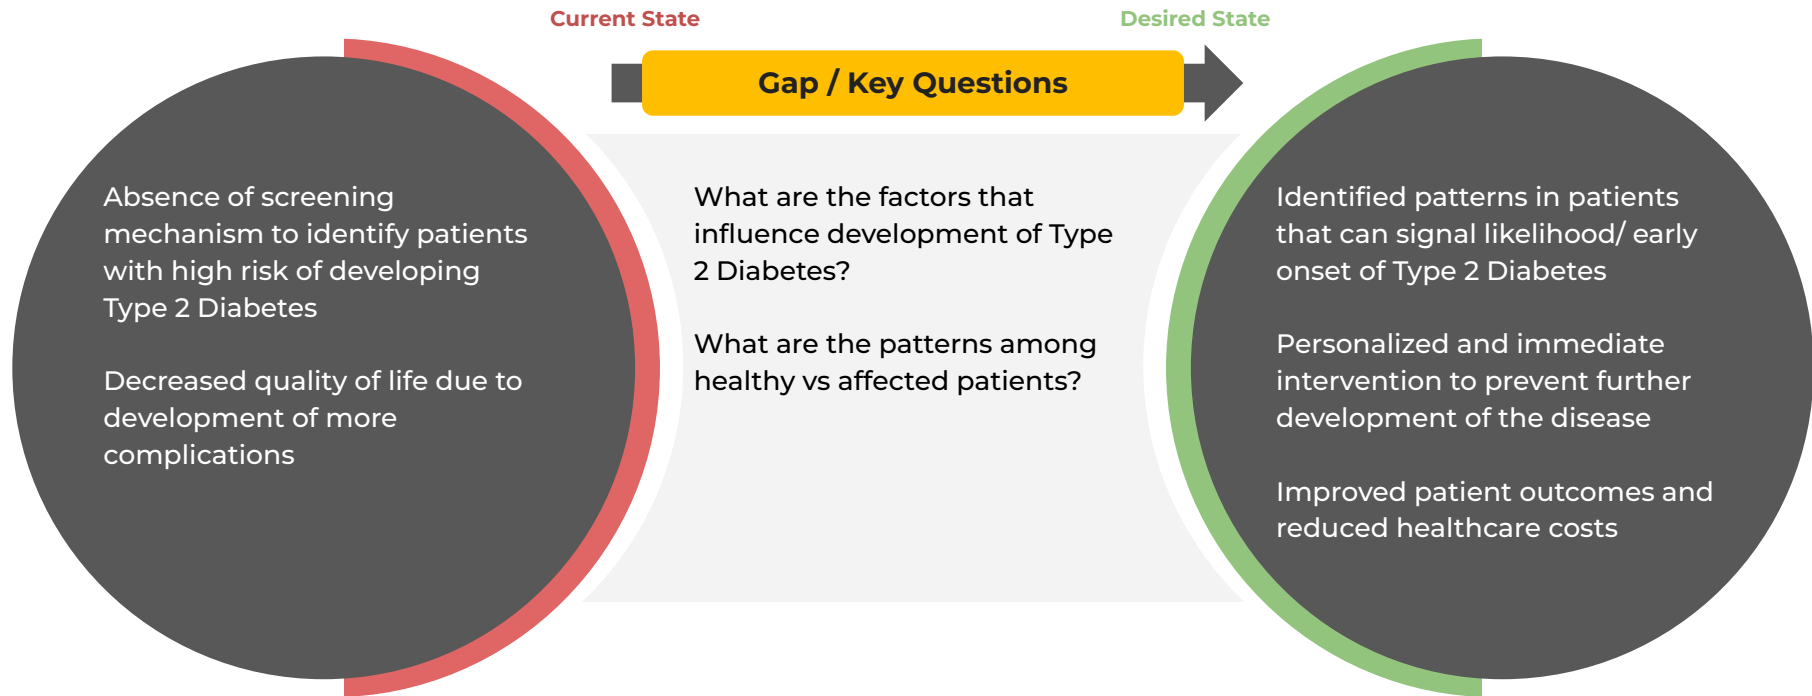 Current State
Desired State
Gap / Key Questions
Absence of screening
mechanism to identify patients
with high risk of developing
Type 2 Diabetes
Decreased quality of life due to
development of more
complications
What are the factors that
influence development of Type
2 Diabetes?
What are the patterns among
healthy vs affected patients?
Identified patterns in patients
that can signal likelihood/ early
onset of Type 2 Diabetes
Personalized and immediate
intervention to prevent further
development of the disease
Improved patient outcomes and
reduced healthcare costs